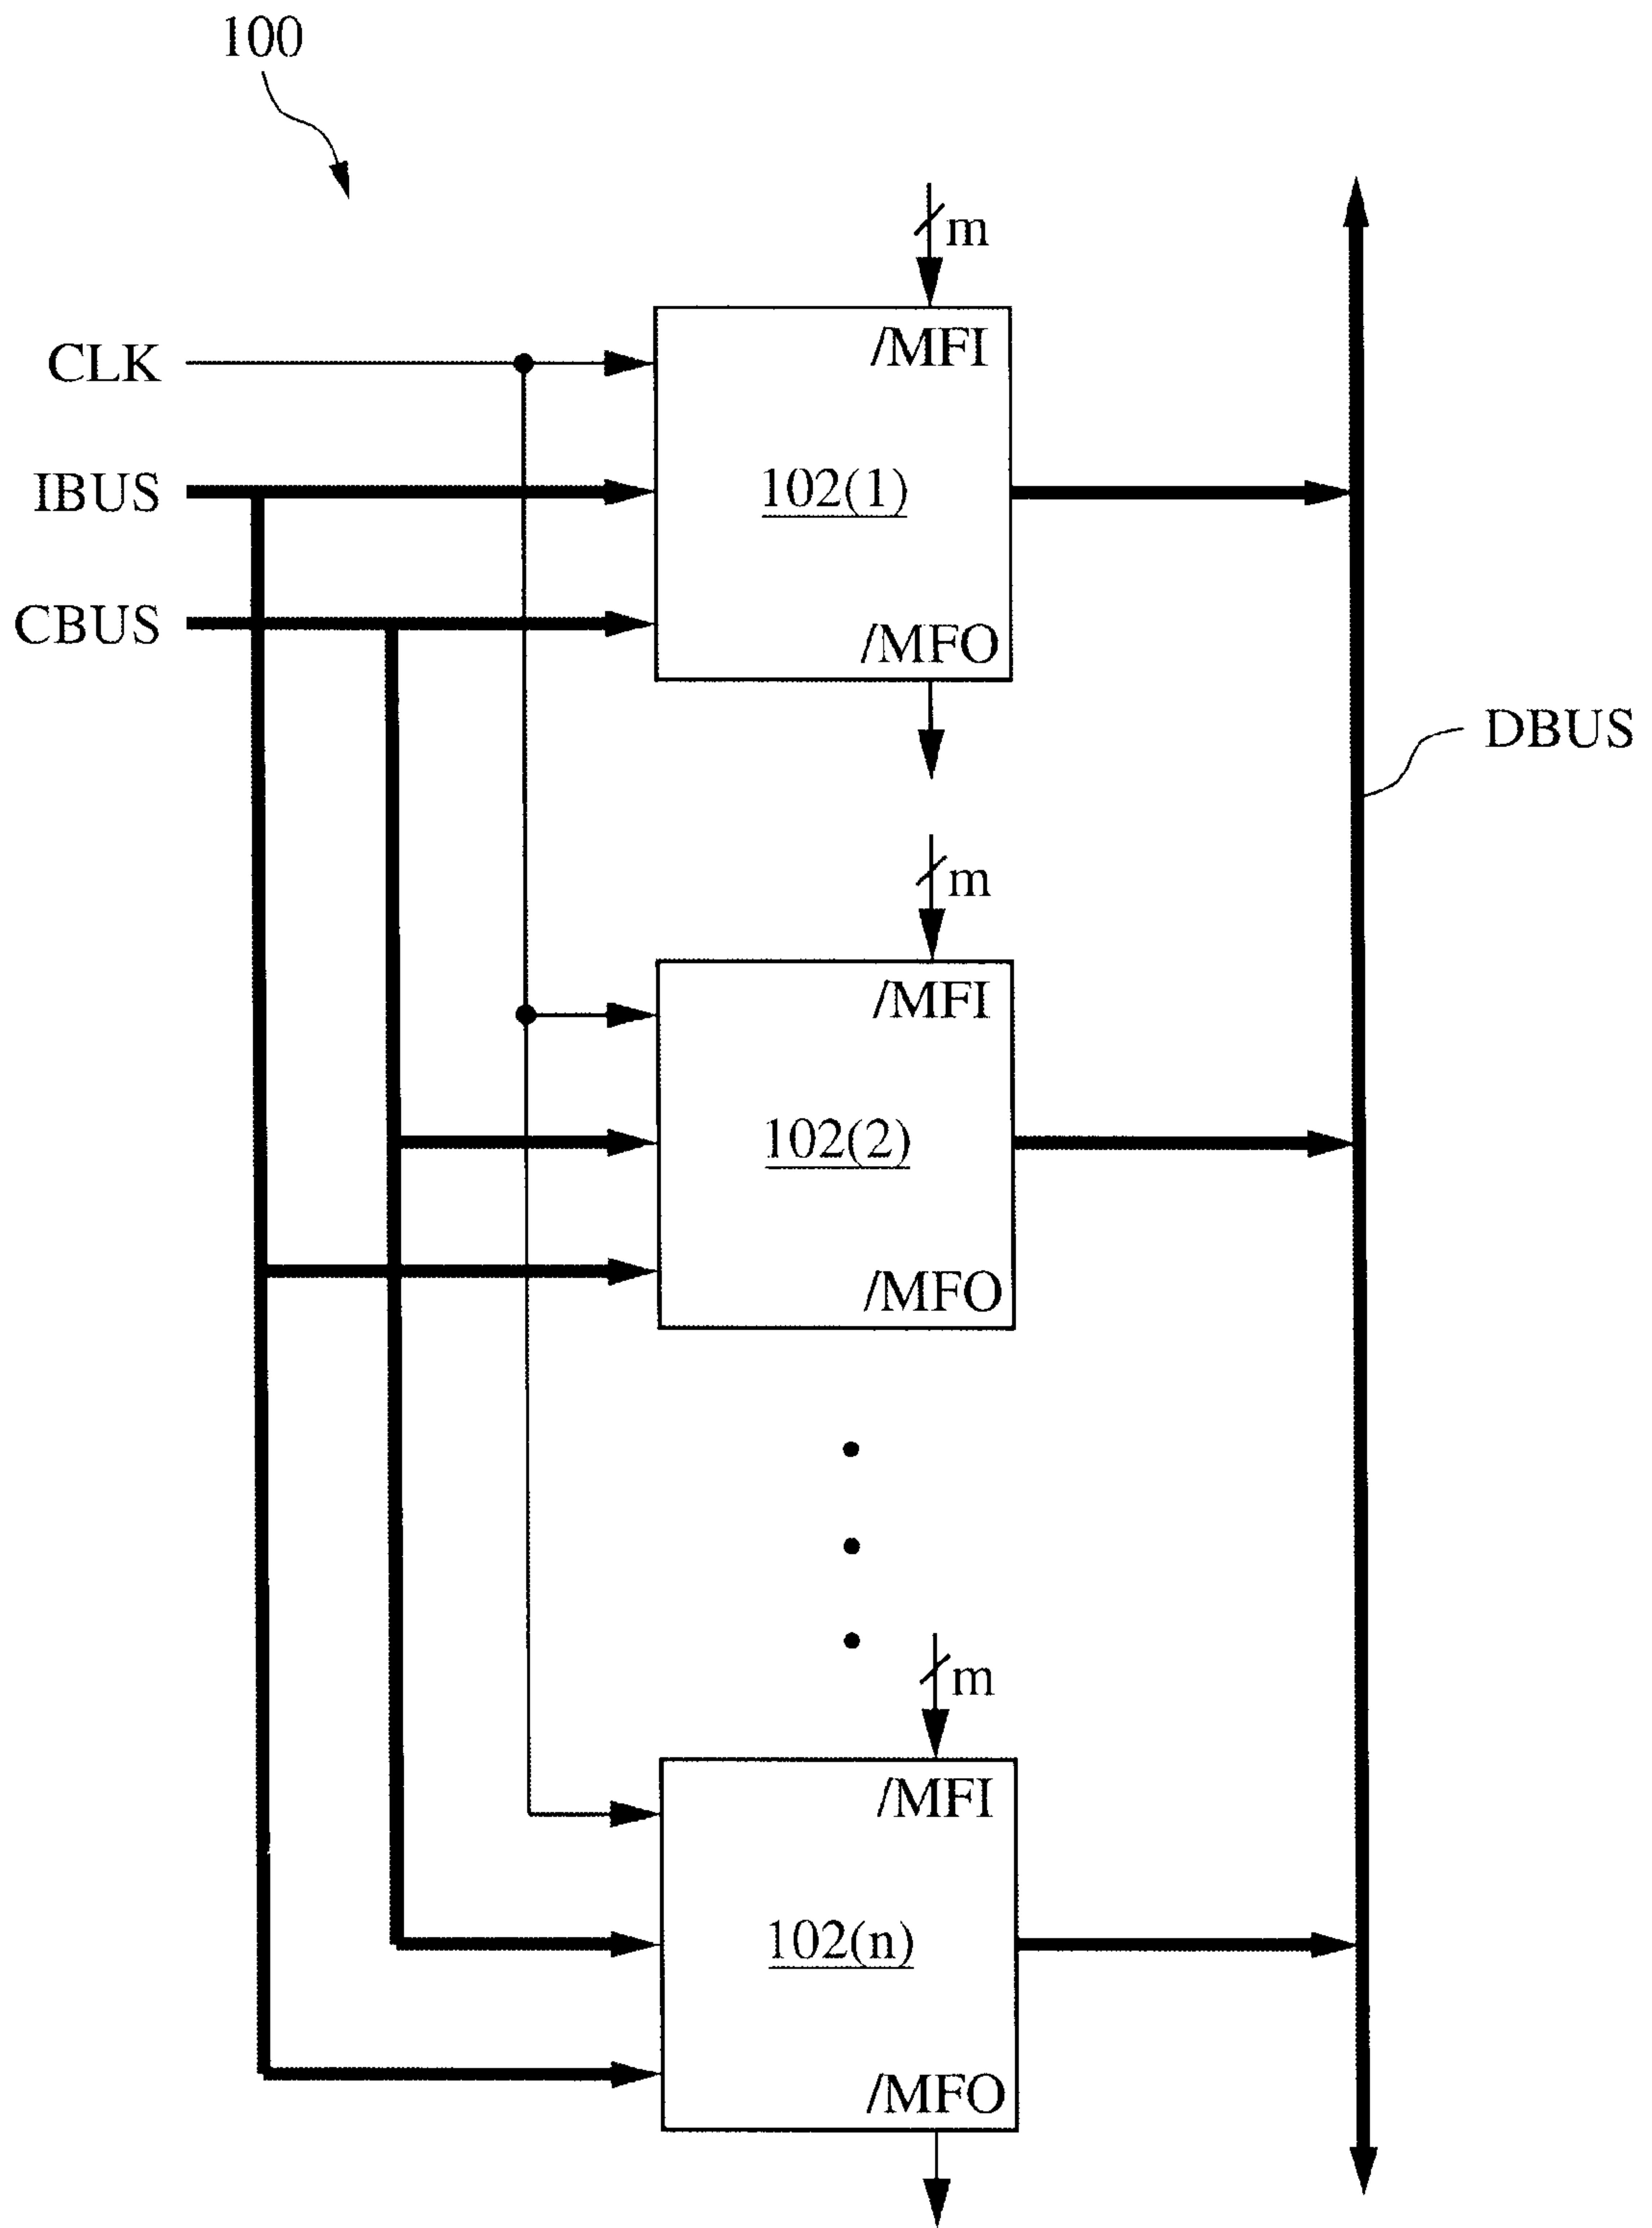 100
m
/MFI
CLK
102(1)
IBUS
CBUS
/MFO
DBUS
m
/MFI
102(2)
/MFO
m
/MFI
102(n)
/MFO